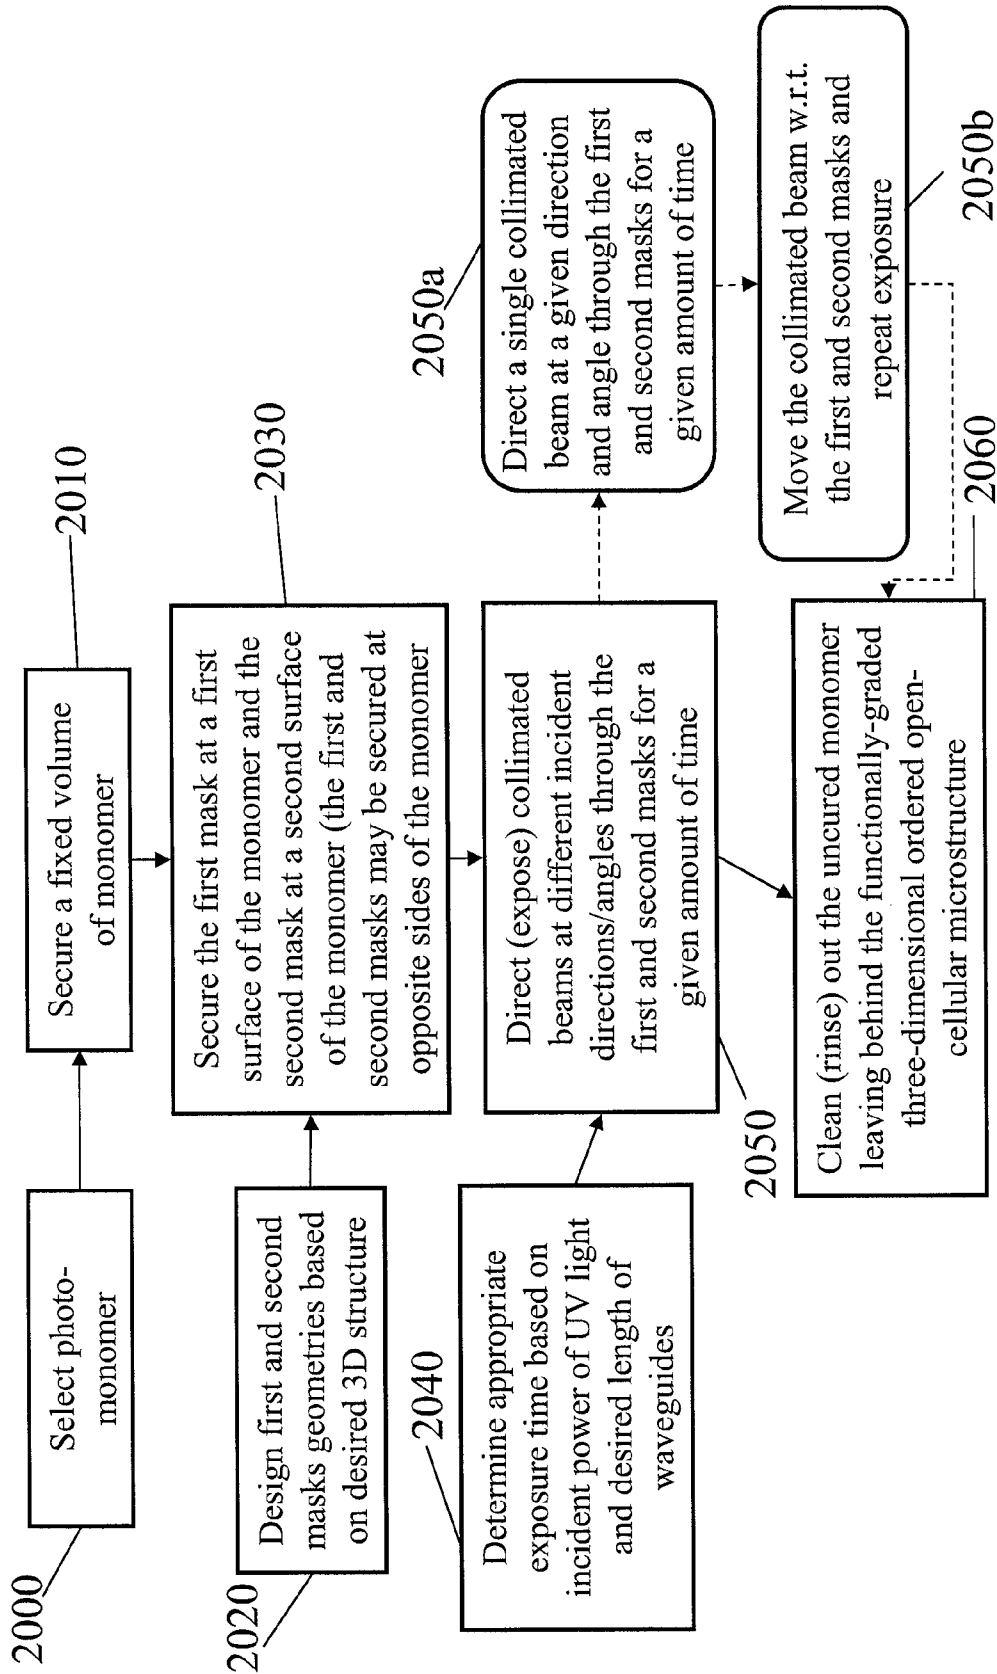 2000
Select photo-
monomer
2010
Secure a fixed volume
of monomer
2020
Design first and second
masks geometries based
on desired 3D structure
2030
Secure the first mask at a first
surface of the monomer and the
second mask at a second surface
of the monomer (the first and
second masks may be secured at
opposite sides of the monomer
2040
Determine appropriate
exposure time based on
incident power of UV light
and desired length of
waveguides
2050
Direct (expose) collimated
beams at different incident
directions/angles through the
first and second masks for a
given amount of time
2050a
Direct a single collimated
beam at a given direction
and angle through the first
and second masks for a
given amount of time
2050b
Move the collimated beam w.r.t.
the first and second masks and
repeat exposure
2060
Clean (rinse) out the uncured monomer
leaving behind the functionally-graded
three-dimensional ordered open-
cellular microstructure